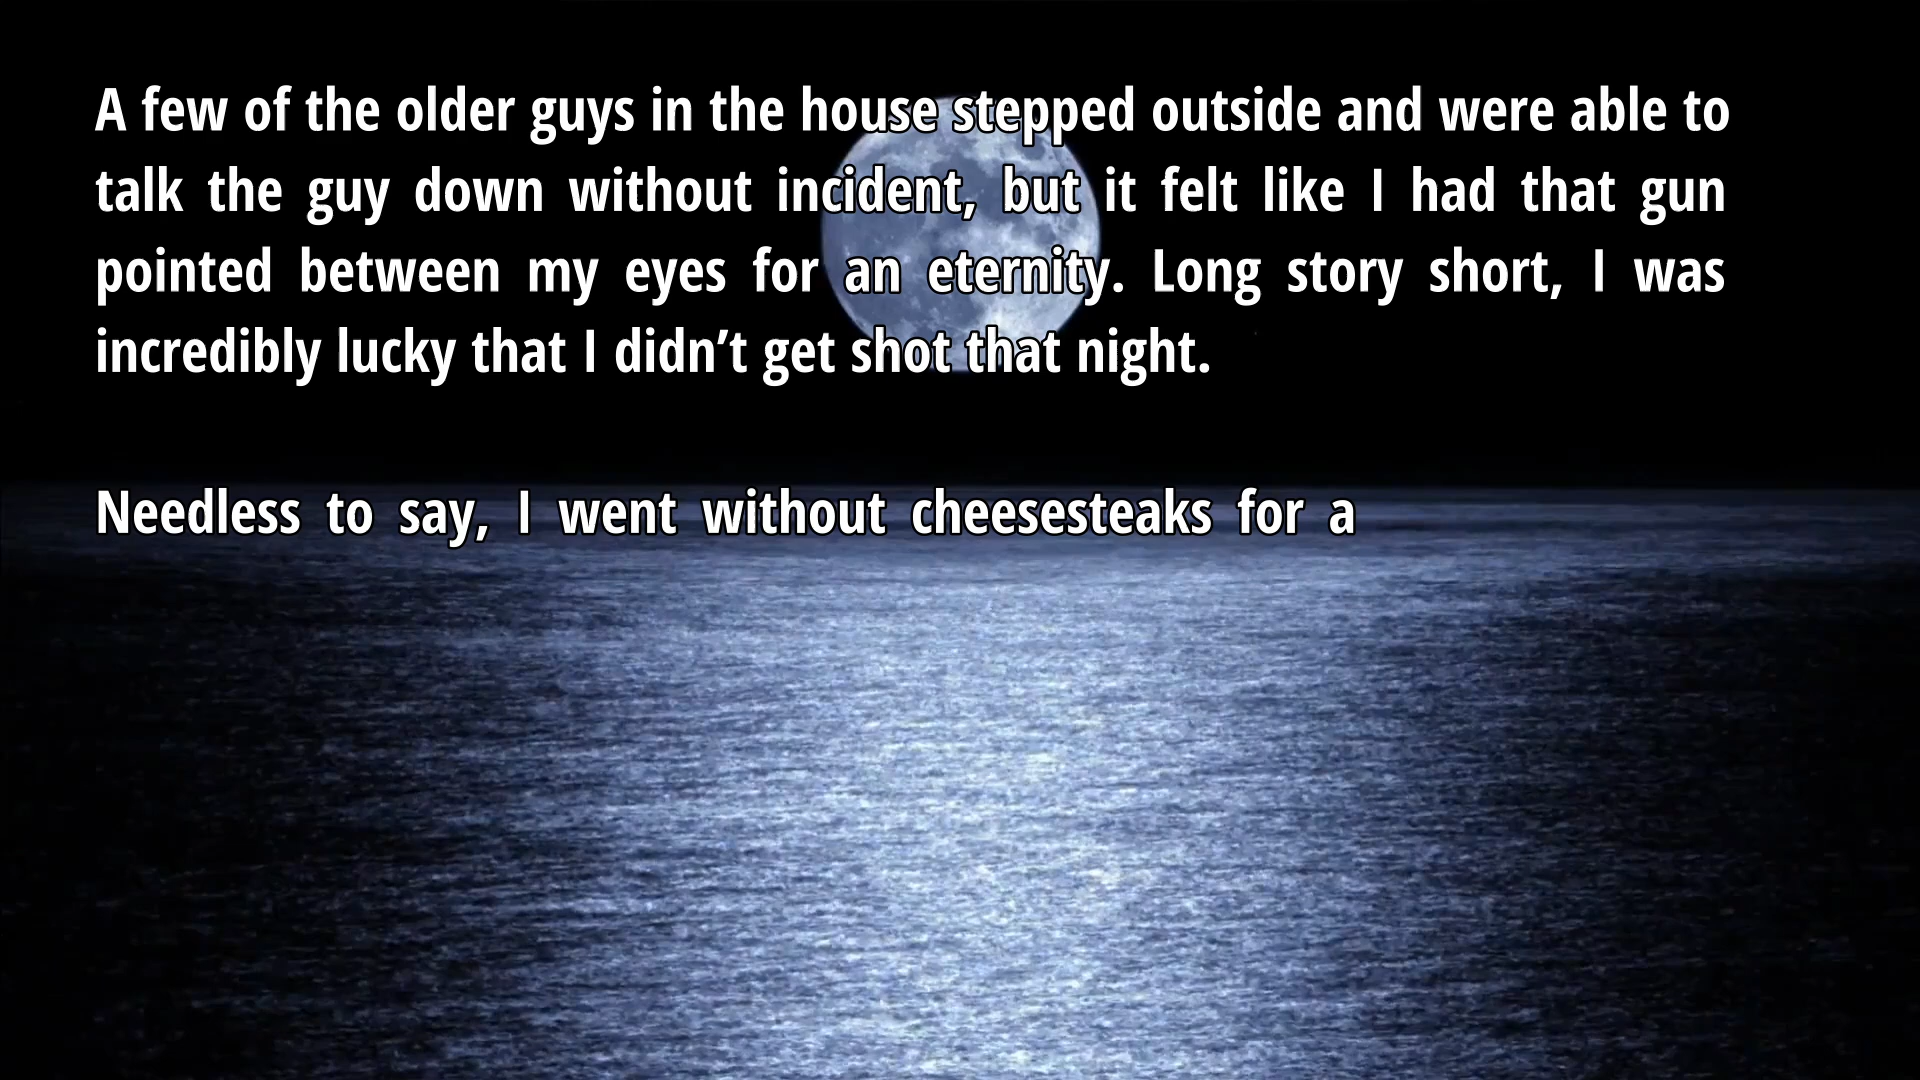 A few of the older guys in the house stepped outside and were able to
talk the guy down without incident, but it felt like I had that gun
pointed between my eyes for an eternity. Long story short, I was
incredibly lucky that I didn’t get shot that night.
Needless to say, I went without cheesesteaks for a